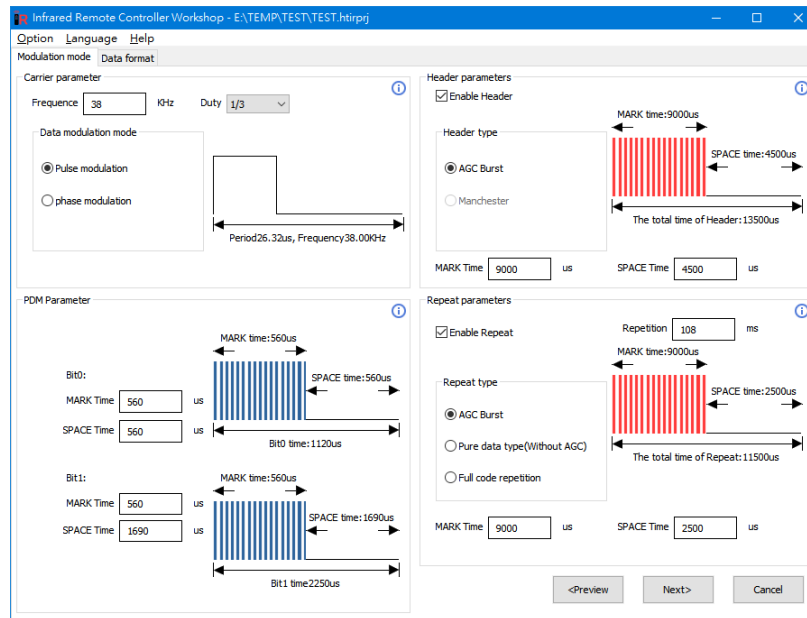 Infrared Remote Controller Workshop - E:\TEMP\TEST\TEST.htirprj
Option Language Help
Modulation mode Data format
Carrier parameter
Frequence 38 KHz Duty 1/3
Data modulation mode
Pulse modulation
phase modulation
Period26.32us, Frequency38.00KHz
Header parameters
Enable Header
MARK time:9000us
Header type
SPACE time:4500us
AGC Burst
Manchester
The total time of Header:13500us
MARK Time 9000 us SPACE Time 4500 us
PDM Parameter
MARK time:560us
Bit0:
SPACE time:560us
MARK Time 560 us
SPACE Time 560 us
Bit0 time:1120us
Bit1:
MARK time:560us
MARK Time 560 us
SPACE time:1690us
SPACE Time 1690 us
Bit1 time2250us
Repeat parameters
Enable Repeat Repetition 108 ms
MARK time:9000us
Repeat type
SPACE time:2500us
AGC Burst
Pure data type(Without AGC)
The total time of Repeat:11500us
Full code repetition
MARK Time 9000 us SPACE Time 2500 us
<Preview Next> Cancel